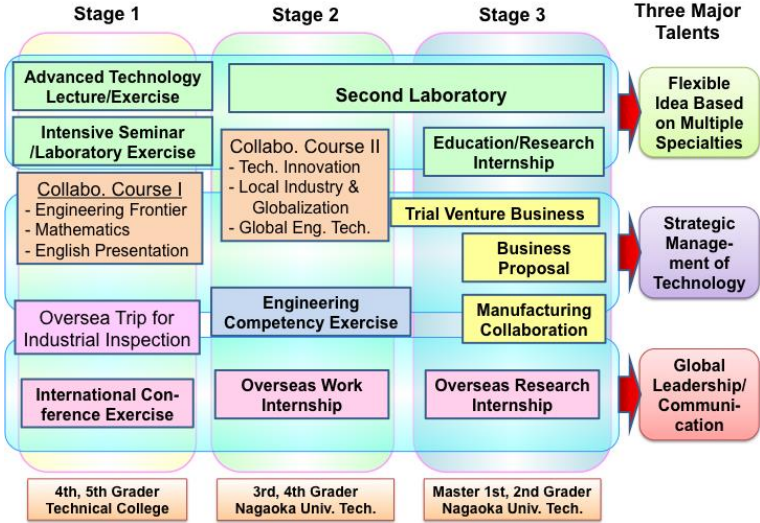 Stage 1
Stage 2
Stage 3
Three Major
Talents
Advanced Technology
Lecture/Exercise
Second Laboratory
Flexible
Idea Based
on Multiple
Specialties
Intensive Seminar
/Laboratory Exercise
Collabo. Course II
- Tech. Innovation
- Local Industry &
Globalization
- Global Eng. Tech.
Education/Research
Internship
Collabo. Course I
- Engineering Frontier
- Mathematics
- English Presentation
Trial Venture Business
Business
Proposal
Strategic
Manage-
ment of
Technology
Oversea Trip for
Industrial Inspection
Engineering
Competency Exercise
Manufacturing
Collaboration
International Con-
ference Exercise
Overseas Work
Internship
Overseas Research
Internship
Global
Leadership/
Communi-
cation
4th, 5th Grader
Technical College
3rd, 4th Grader
Nagaoka Univ. Tech.
Master 1st, 2nd Grader
Nagaoka Univ. Tech.